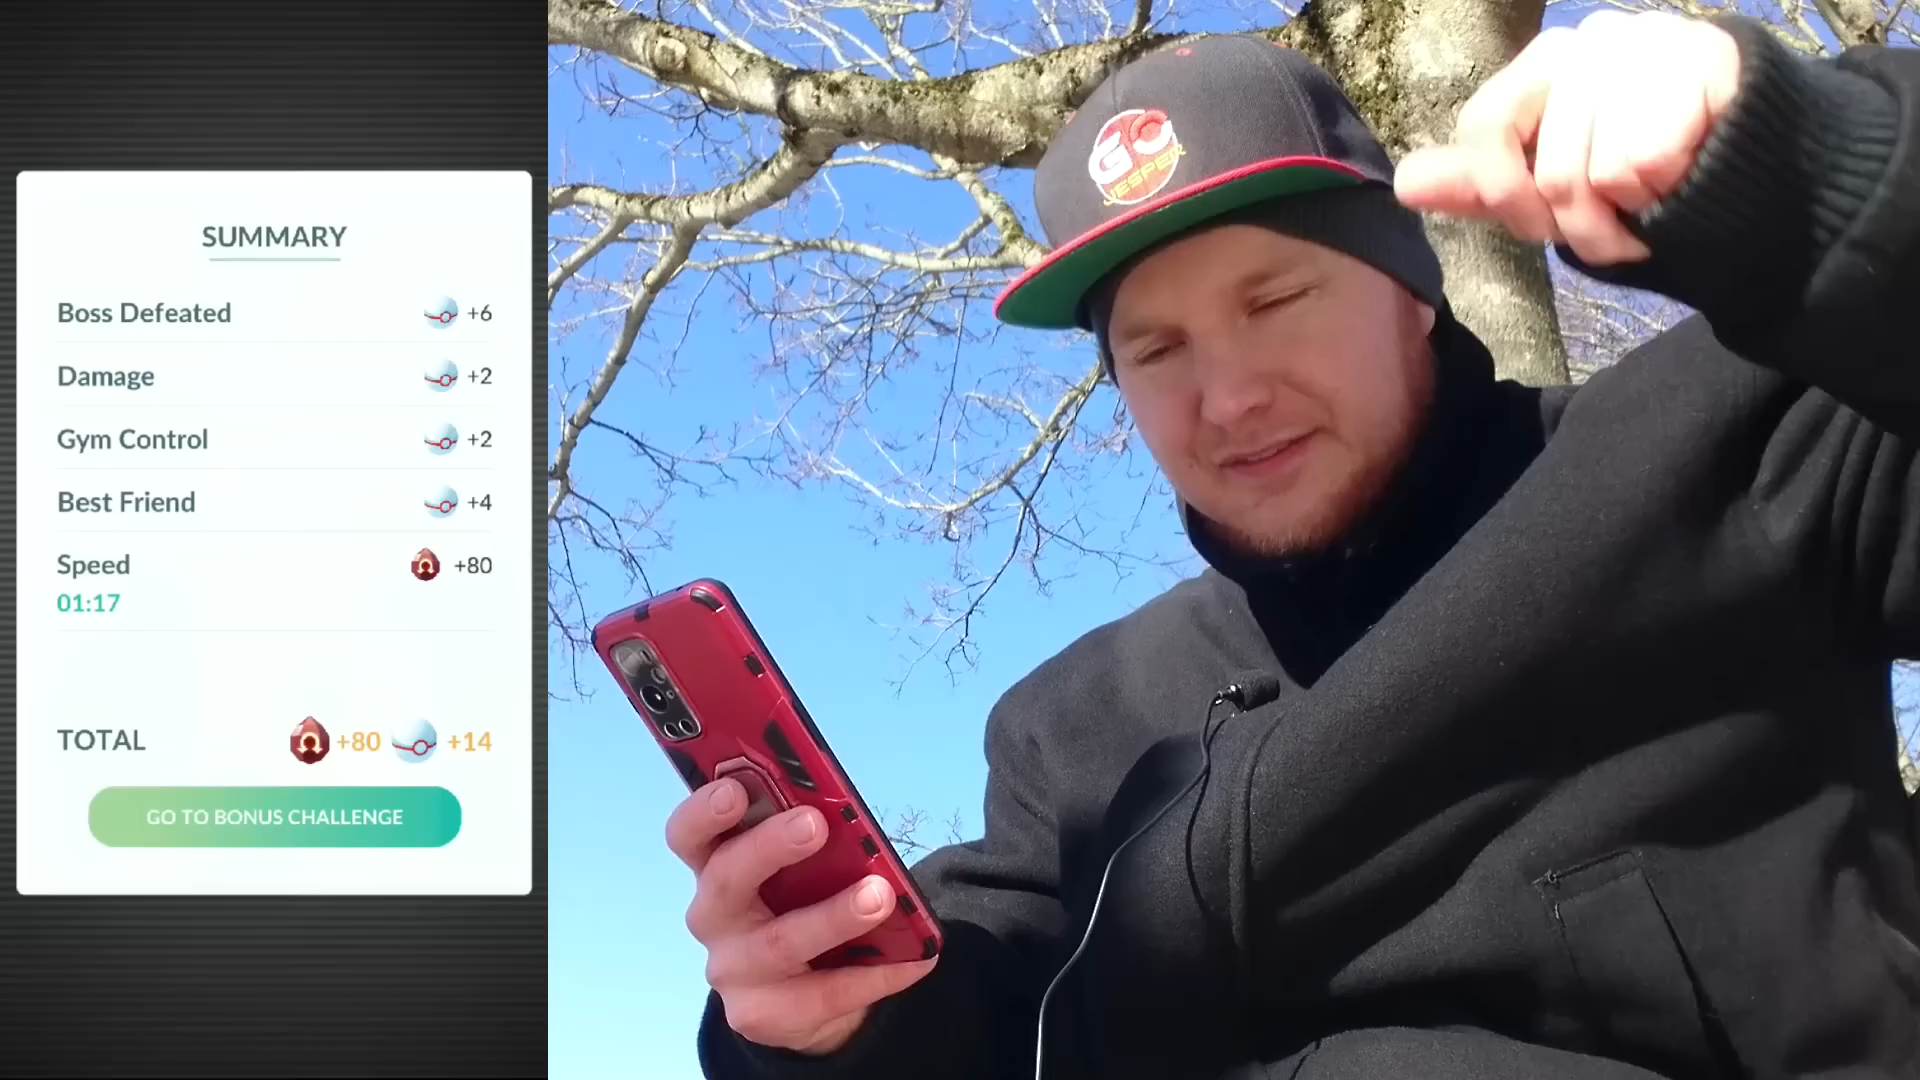 SUMMARY
Boss Defeated +6
Damage +2
Gym Control +2
Best Friend +4
Speed +80
01:17
TOTAL +80 +14
GO TO BONUS CHALLENGE
GO
JESPER